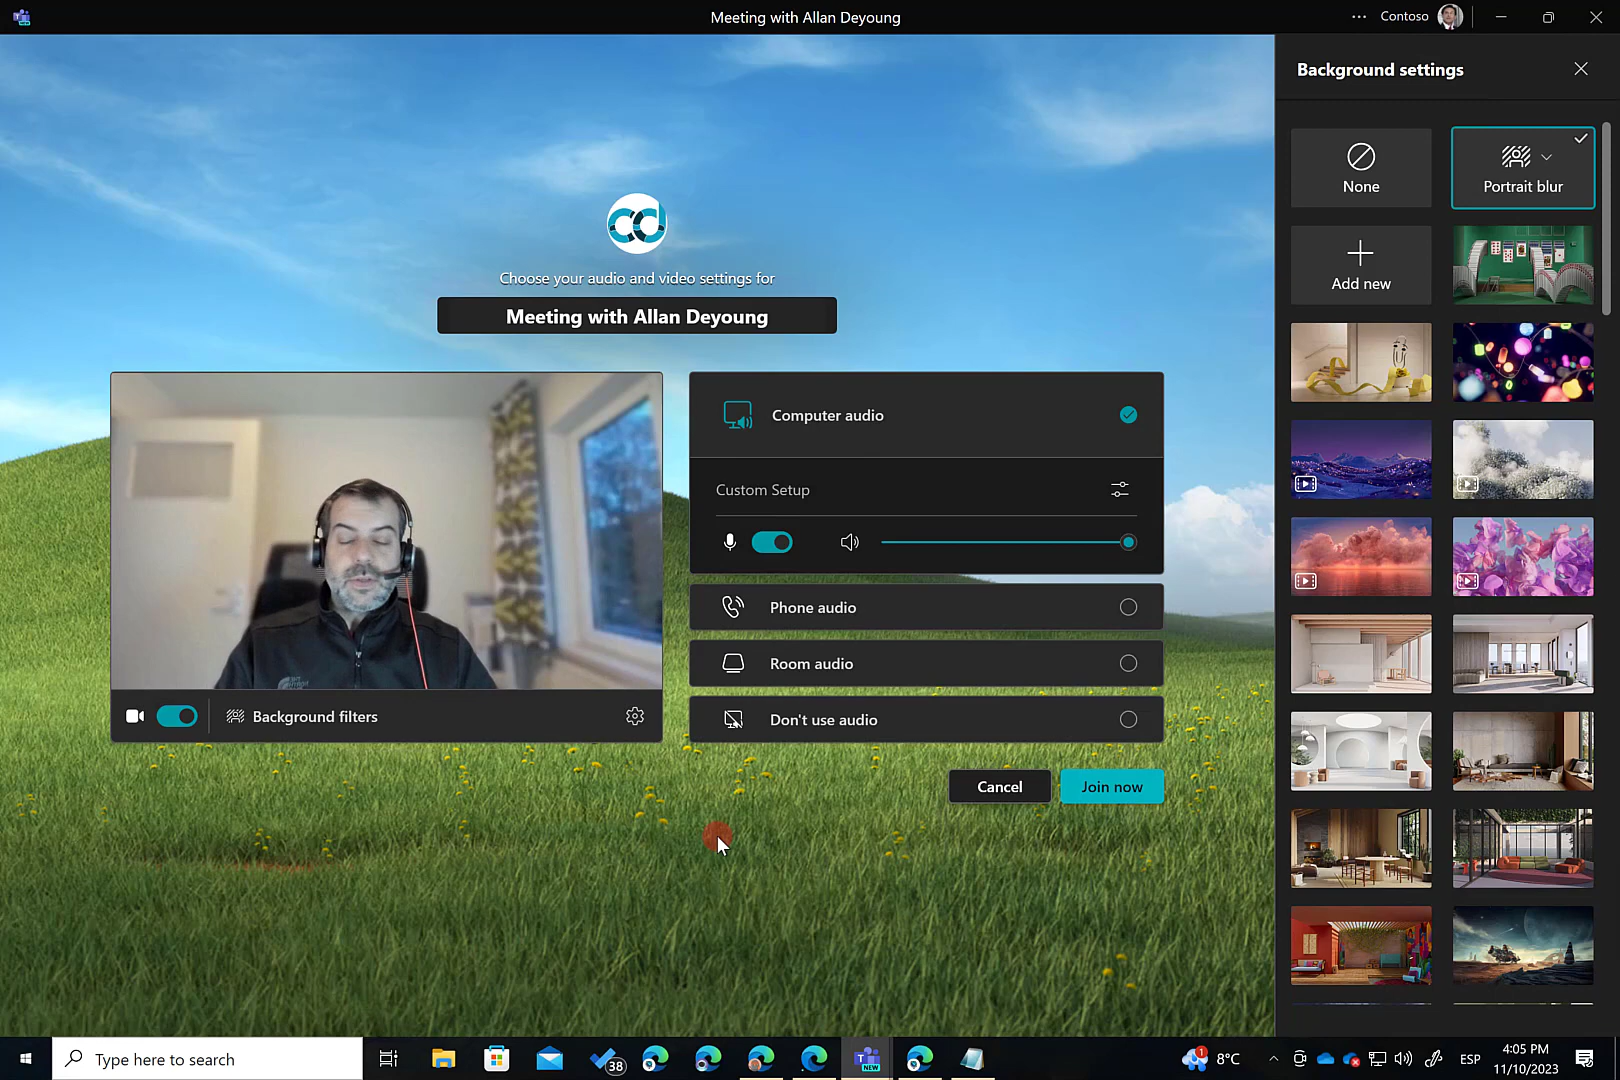 Meeting with Allan Deyoung
Contoso
Background settings
None
Portrait blur
Add new
Choose your audio and video settings for
Meeting with Allan Deyoung
Computer audio
Custom Setup
Phone audio
Room audio
Don't use audio
Background filters
Cancel
Join now
Type here to search
38
NEW
1
8°C
ESP
4:05 PM
11/10/2023